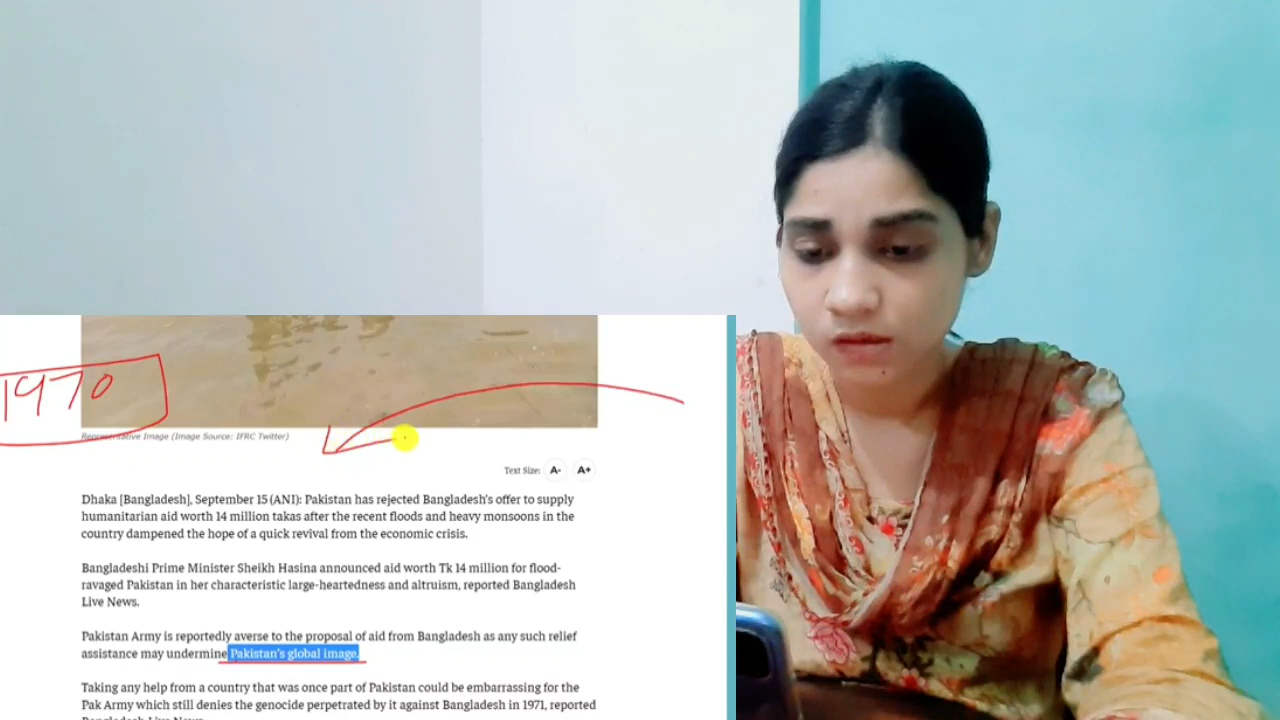 1970
Representative Image (Image Source: IFRC Twitter)
Text Size: A- A+
Dhaka [Bangladesh], September 15 (ANI): Pakistan has rejected Bangladesh's offer to supply
humanitarian aid worth 14 million takas after the recent floods and heavy monsoons in the
country dampened the hope of a quick revival from the economic crisis.
Bangladeshi Prime Minister Sheikh Hasina announced aid worth Tk 14 million for flood-
ravaged Pakistan in her characteristic large-heartedness and altruism, reported Bangladesh
Live News.
Pakistan Army is reportedly averse to the proposal of aid from Bangladesh as any such relief
assistance may undermine Pakistan's global image.
Taking any help from a country that was once part of Pakistan could be embarrassing for the
Pak Army which still denies the genocide perpetrated by it against Bangladesh in 1971, reported
Bangladesh Live News.